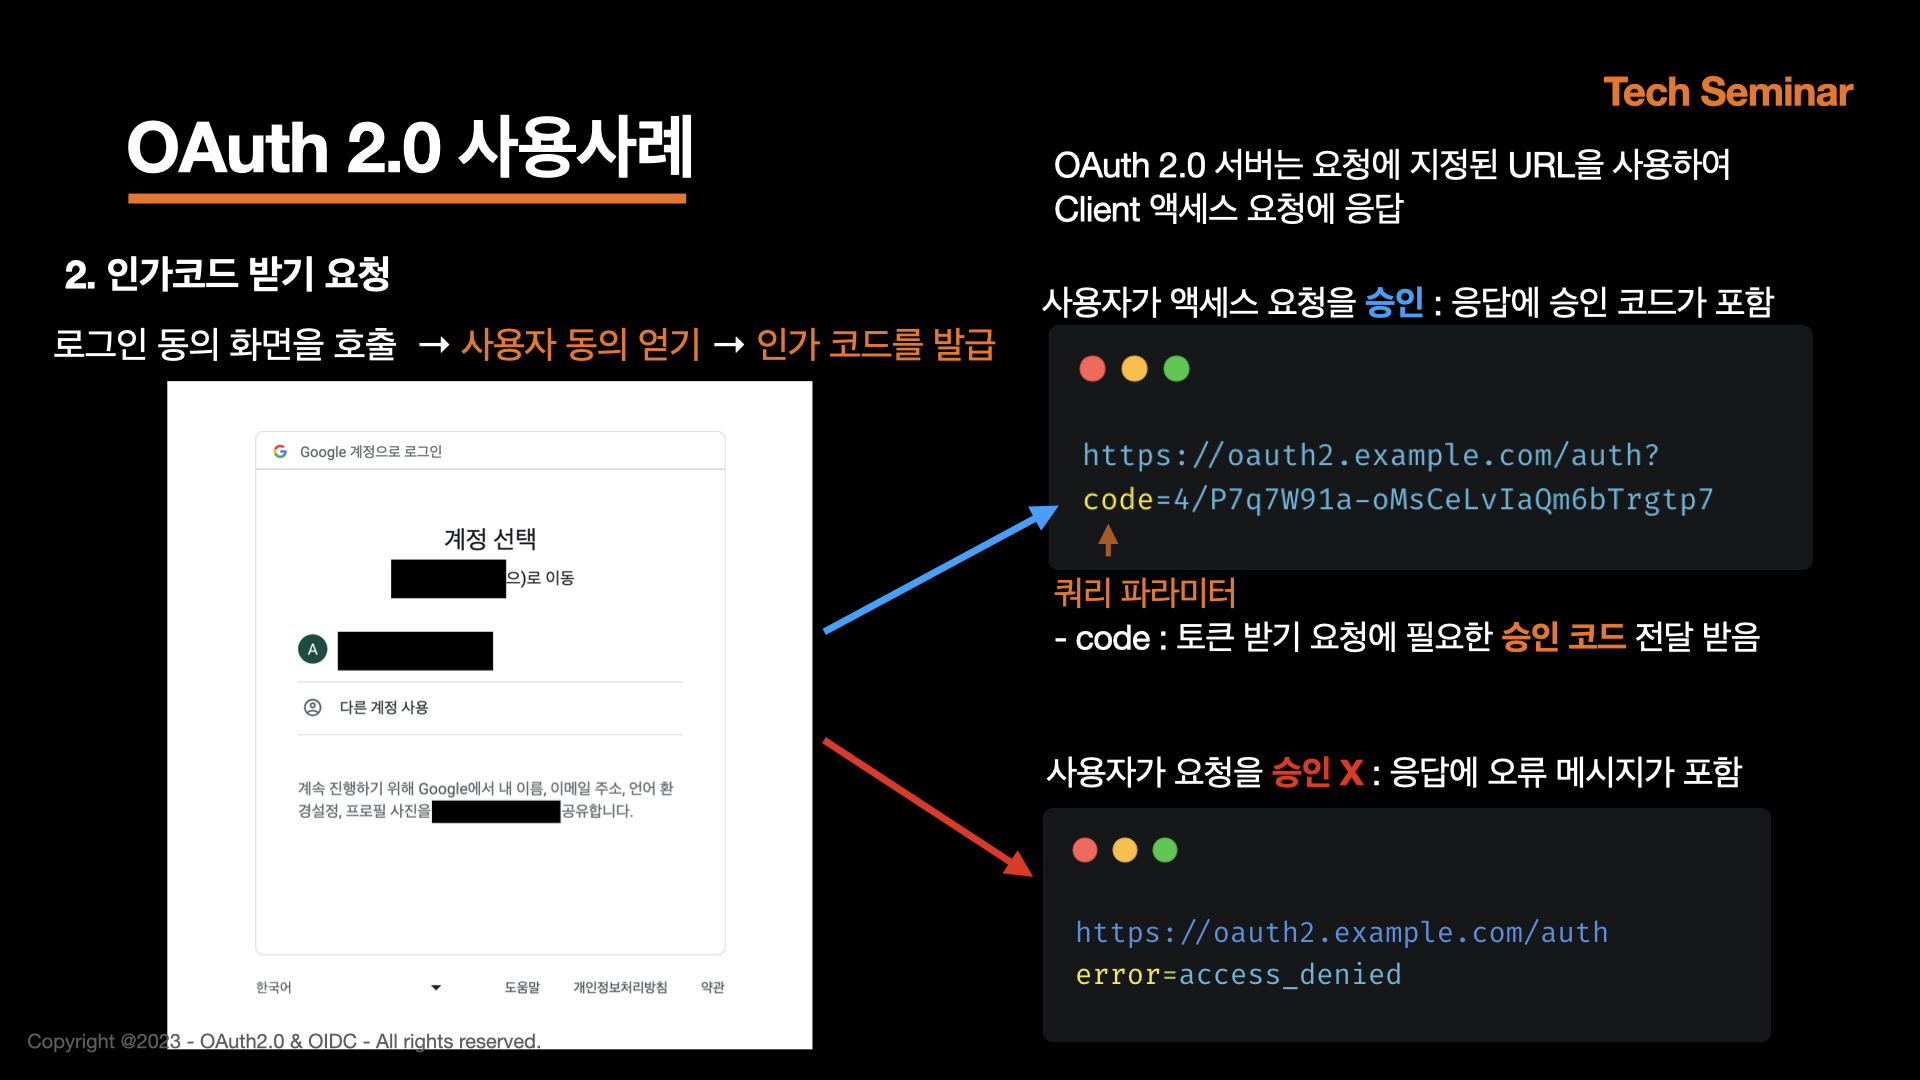 Tech Seminar
OAuth 2.0 사용사례
2. 인가코드 받기 요청
로그인 동의 화면을 호출 → 사용자 동의 얻기 → 인가 코드를 발급
Google 계정으로 로그인
계정 선택
으)로 이동
A
다른 계정 사용
계속 진행하기 위해 Google에서 내 이름, 이메일 주소, 언어 환
경설정, 프로필 사진을 공유합니다.
한국어 도움말 개인정보처리방침 약관
OAuth 2.0 서버는 요청에 지정된 URL을 사용하여
Client 액세스 요청에 응답
사용자가 액세스 요청을 승인 : 응답에 승인 코드가 포함
https://oauth2.example.com/auth?
code=4/P7q7W91a-oMsCeLvIaQm6bTrgtp7
쿼리 파라미터
- code : 토큰 받기 요청에 필요한 승인 코드 전달 받음
사용자가 요청을 승인 X : 응답에 오류 메시지가 포함
https://oauth2.example.com/auth
error=access_denied
Copyright @2023 - OAuth2.0 & OIDC - All rights reserved.